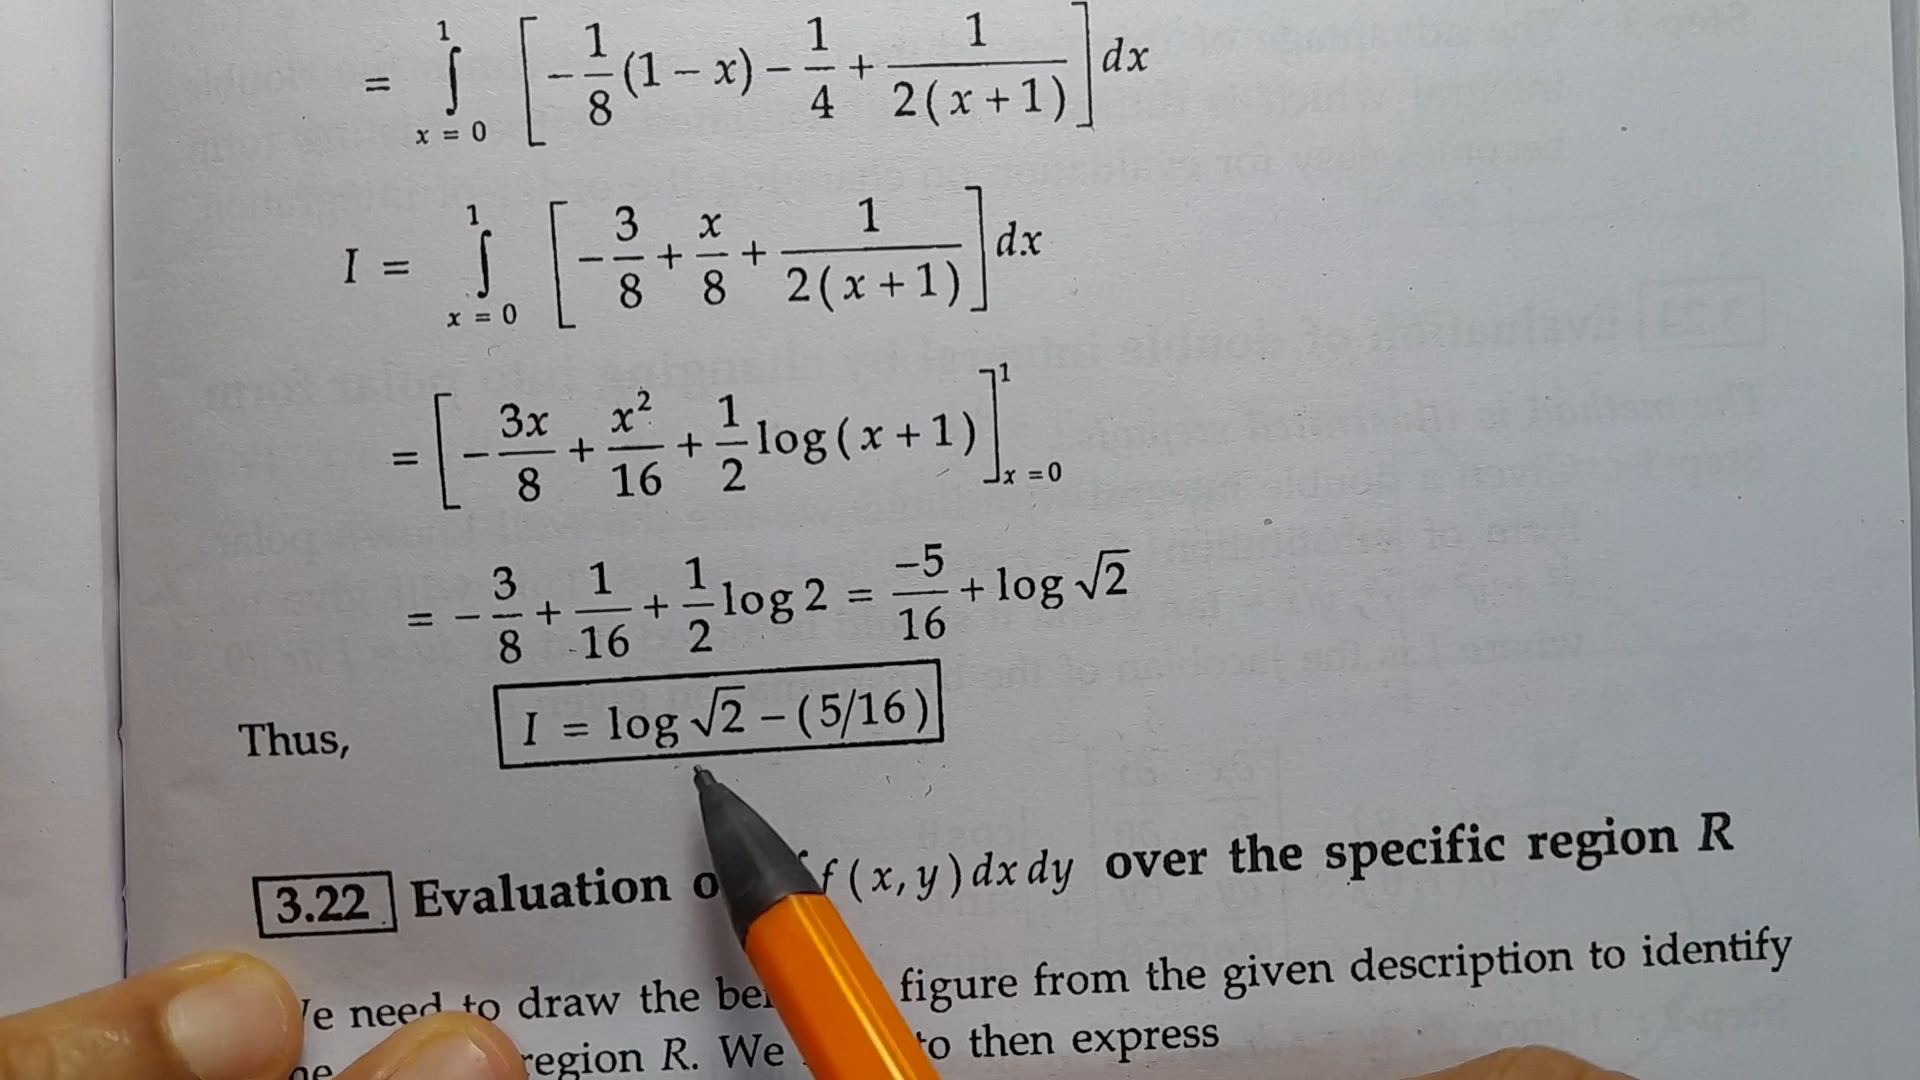 = ∫_{x = 0}^{1} [ -1/8 (1 - x) - 1/4 + 1/(2(x + 1)) ] dx
I = ∫_{x = 0}^{1} [ -3/8 + x/8 + 1/(2(x + 1)) ] dx
= [ -3x/8 + x²/16 + 1/2 log(x + 1) ]_{x = 0}^{1}
= -3/8 + 1/16 + 1/2 log 2 = -5/16 + log √2
Thus, I = log √2 - (5/16)
3.22 Evaluation f(x, y) dx dy over the specific region R
need to draw the figure from the given description to identify
region R. We to then express